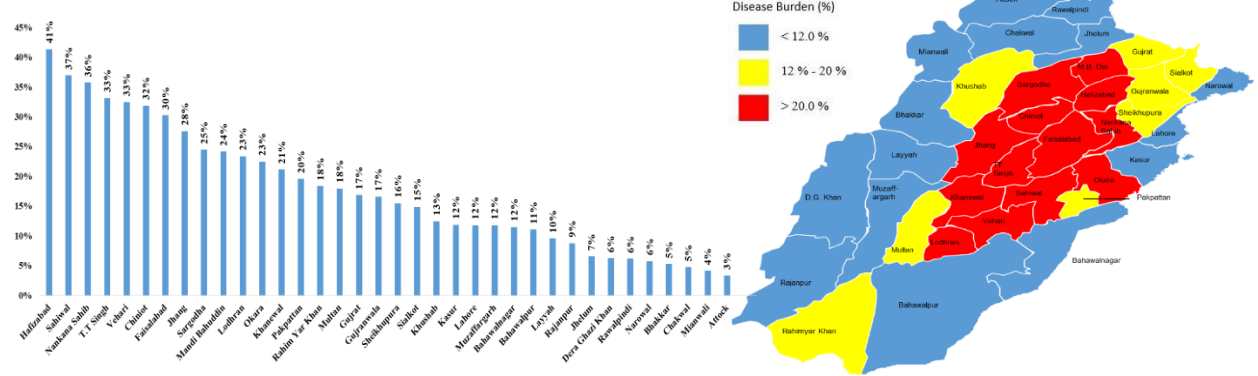 45%
40%
35%
30%
25%
20%
15%
10%
5%
0%
41%
37%
36%
33%
33%
32%
30%
28%
25%
24%
23%
23%
21%
20%
18%
18%
17%
17%
16%
15%
13%
12%
12%
12%
12%
11%
10%
9%
7%
6%
6%
6%
5%
5%
4%
3%
Hafizabad
Sahiwal
Nankana Sahib
T.T Singh
Vehari
Chiniot
Faisalabad
Jhang
Sargodha
Mandi Bahuddin
Lodhran
Okara
Khanewal
Pakpattan
Rahim Yar Khan
Multan
Gujrat
Gujranwala
Sheikhupura
Sialkot
Khushab
Kasur
Lahore
Muzaffargarh
Bahawalnagar
Bahawalpur
Layyah
Rajanpur
Jhelum
Dera Ghazi Khan
Rawalpindi
Narowal
Bhakkar
Chakwal
Mianwali
Attock
Disease Burden (%)
< 12.0 %
12 % - 20 %
> 20.0 %
Rawalpindi
Chakwal
Jhelum
Mianwali
Gujrat
M.B. Din
Sialkot
Khushab
Sargodha
Narowal
Hafizabad
Gujranwala
Sheikhupura
Bhakkar
Chiniot
Nankana
Sahib
Lahore
Faisalabad
Jhang
Kasur
Layyah
Singh
Okara
Muzaff-
argarh
D.G. Khan
Khanewal
Pakpattan
Vehari
Multan
Lodhran
Bahawalnagar
Rajanpur
Bahawalpur
Rahimyar Khan